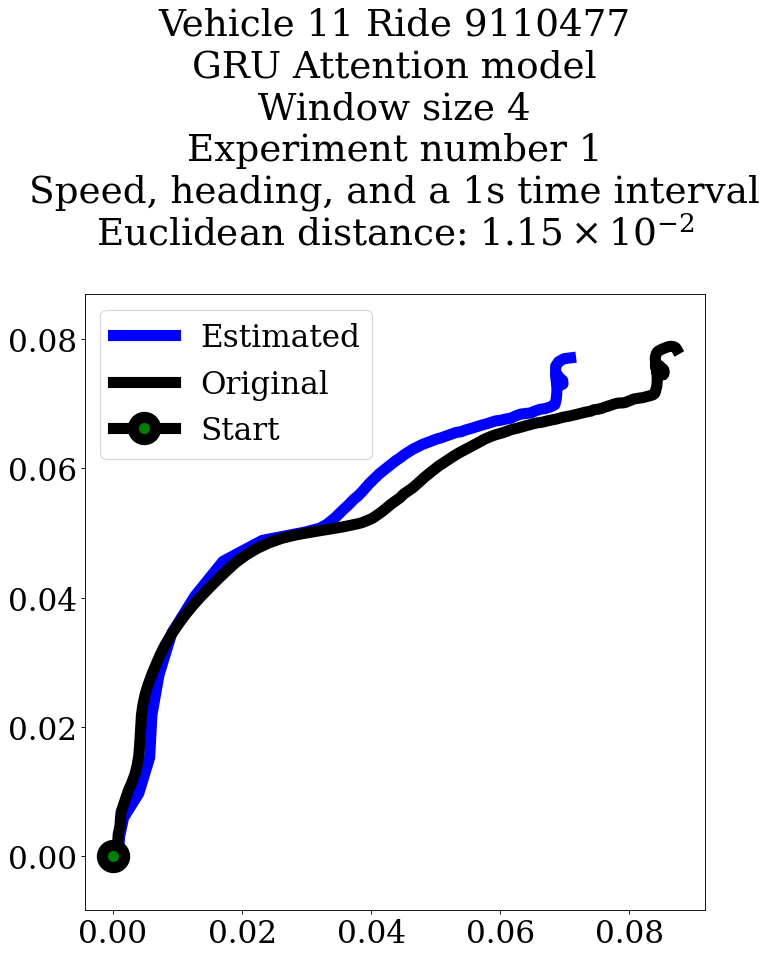 Vehicle 11 Ride 9110477
GRU Attention model
Window size 4
Experiment number 1
Speed, heading, and a 1s time interval
Euclidean distance: 1.15 × 10⁻²
Estimated
Original
Start
0.08
0.06
0.04
0.02
0.00
0.00 0.02 0.04 0.06 0.08